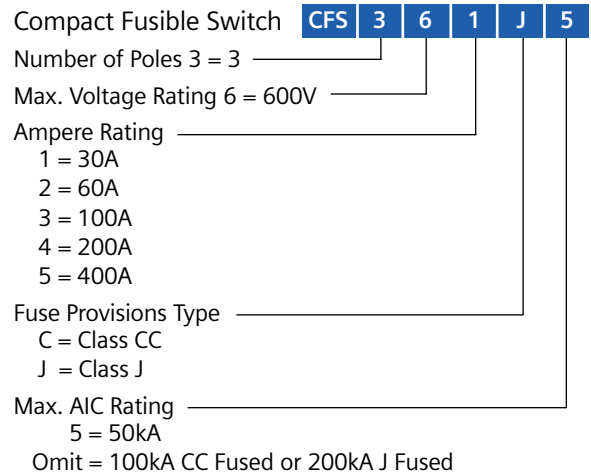 Compact Fusible Switch CFS 3 6 1 J 5
Number of Poles 3 = 3
Max. Voltage Rating 6 = 600V
Ampere Rating
1 = 30A
2 = 60A
3 = 100A
4 = 200A
5 = 400A
Fuse Provisions Type
C = Class CC
J = Class J
Max. AIC Rating
5 = 50kA
Omit = 100kA CC Fused or 200kA J Fused